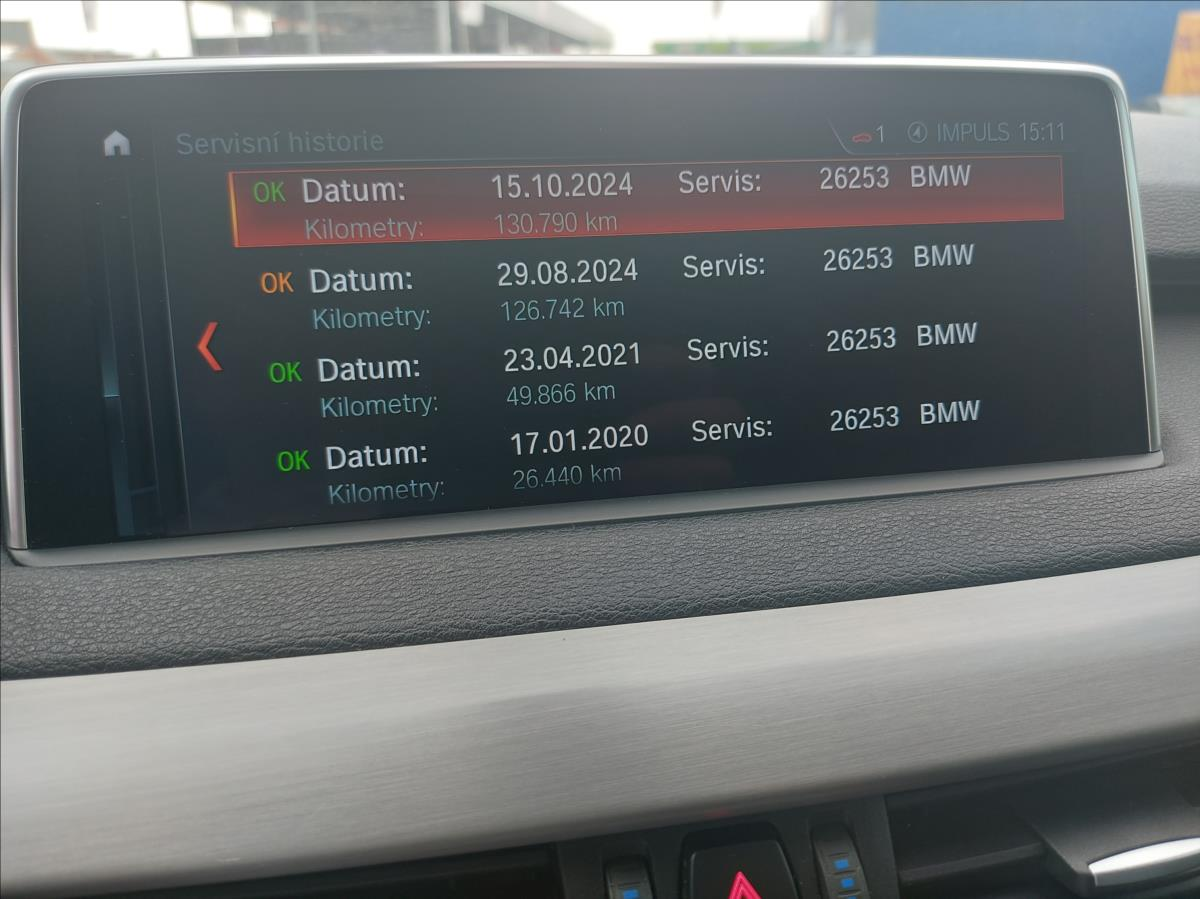 Servisní historie 1 IMPULS 15:11
OK Datum: 15.10.2024 Servis: 26253 BMW
Kilometry: 130.790 km
OK Datum: 29.08.2024 Servis: 26253 BMW
Kilometry: 126.742 km
OK Datum: 23.04.2021 Servis: 26253 BMW
Kilometry: 49.866 km
OK Datum: 17.01.2020 Servis: 26253 BMW
Kilometry: 26.440 km